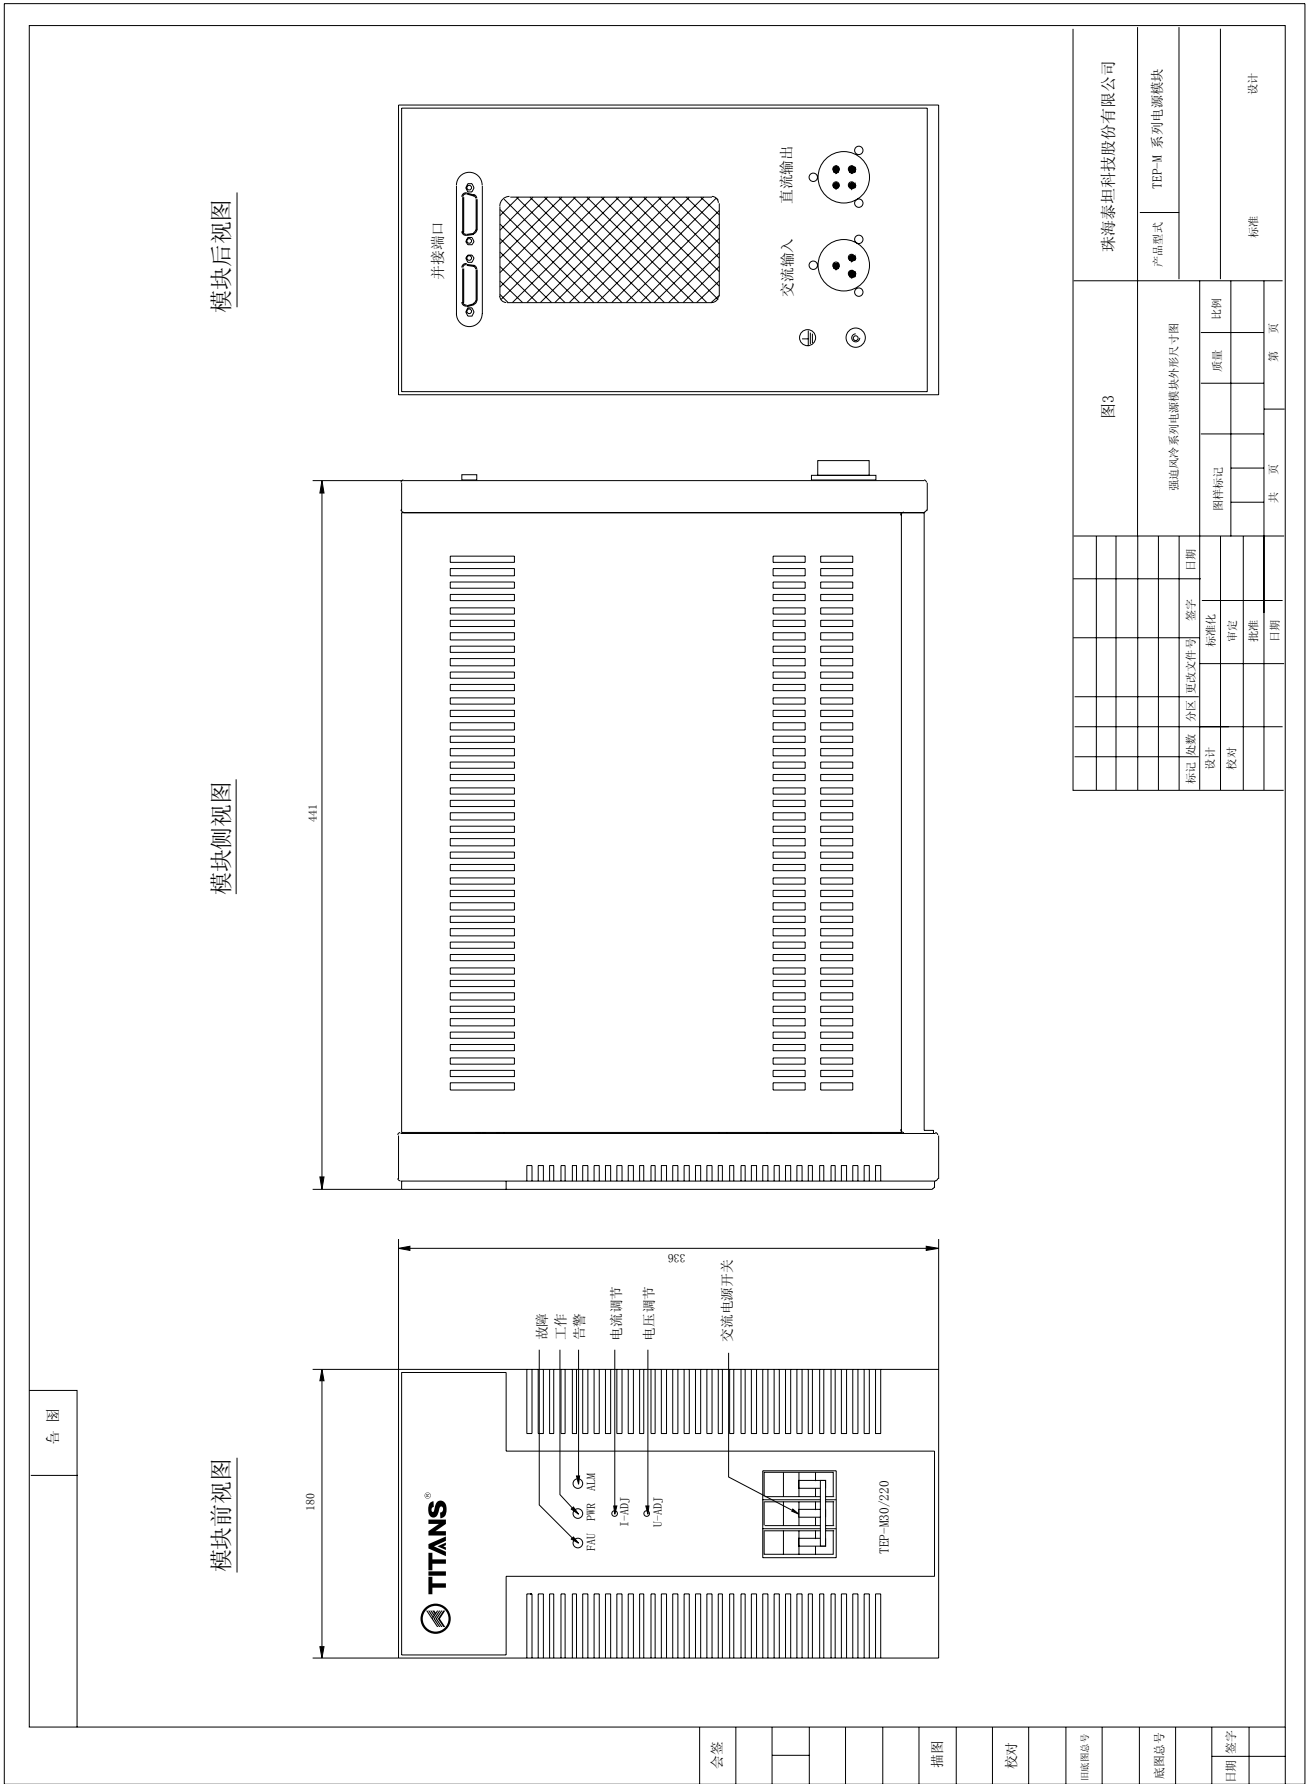 图 号
模块前视图
模块侧视图
模块后视图
180
441
336
TITANS®
FAU
PWR
ALM
I-ADJ
U-ADJ
TEP-M30/220
故障
工作
告警
电流调节
电压调节
交流电源开关
并接端口
交流输入
直流输出
图3
珠海泰坦科技股份有限公司
强迫风冷系列电源模块外形尺寸图
产品型式
TEP-M 系列电源模块
标记
处数
分区
更改文件号
签字
日期
设计
标准化
图样标记
质量
比例
校对
审定
批准
标准
设计
日期
共 页
第 页
会签
描图
校对
旧底图总号
底图总号
日期
签字